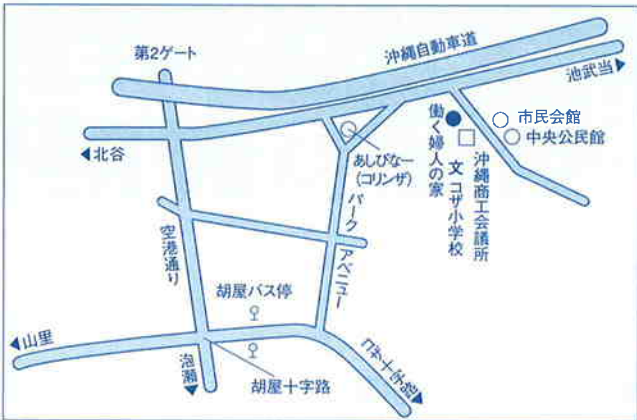 第2ゲート
沖縄自動車道
池武当
北谷
あしびなー
(コリンザ)
働く婦人の家
文 コザ小学校
沖縄商工会議所
市民会館
中央公民館
空港通り
パークアベニュー
胡屋バス停
山里
泡瀬
胡屋十字路
コザ十字路